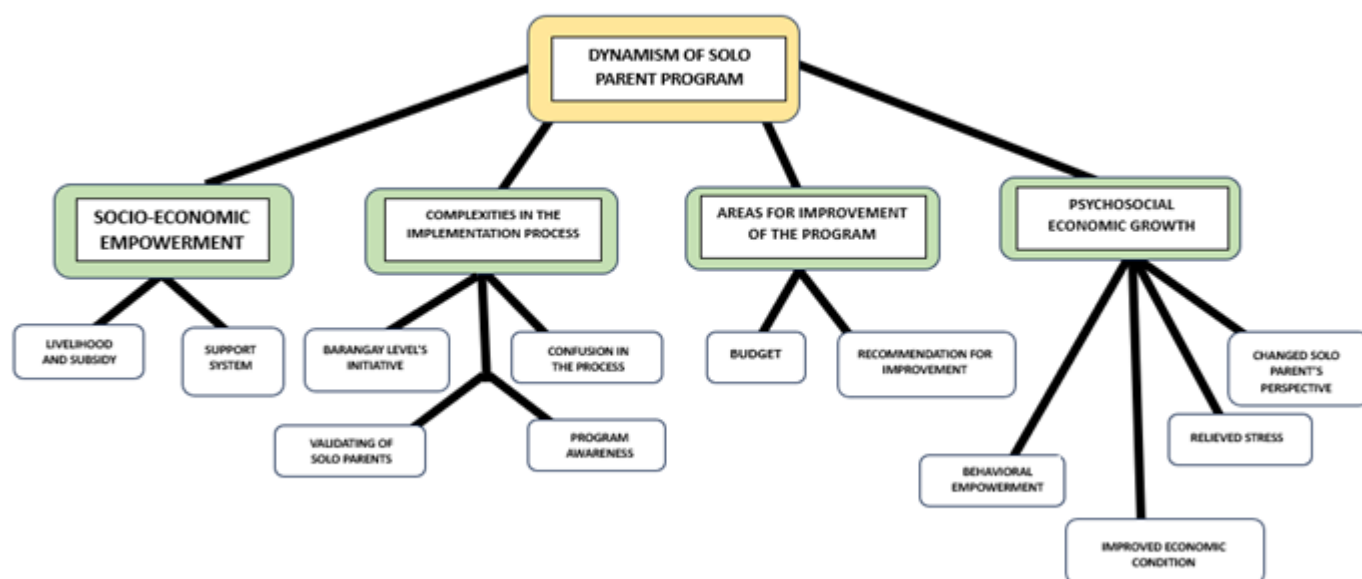 DYNAMISM OF SOLO
PARENT PROGRAM
SOCIO-ECONOMIC
EMPOWERMENT
COMPLEXITIES IN THE
IMPLEMENTATION PROCESS
AREAS FOR IMPROVEMENT
OF THE PROGRAM
PSYCHOSOCIAL
ECONOMIC GROWTH
LIVELIHOOD
AND SUBSIDY
SUPPORT
SYSTEM
BARANGAY LEVEL'S
INITIATIVE
CONFUSION IN
THE PROCESS
VALIDATING OF
SOLO PARENTS
PROGRAM
AWARENESS
BUDGET
RECOMMENDATION FOR
IMPROVEMENT
CHANGED SOLO
PARENT'S
PERSPECTIVE
RELIEVED STRESS
BEHAVIORAL
EMPOWERMENT
IMPROVED ECONOMIC
CONDITION